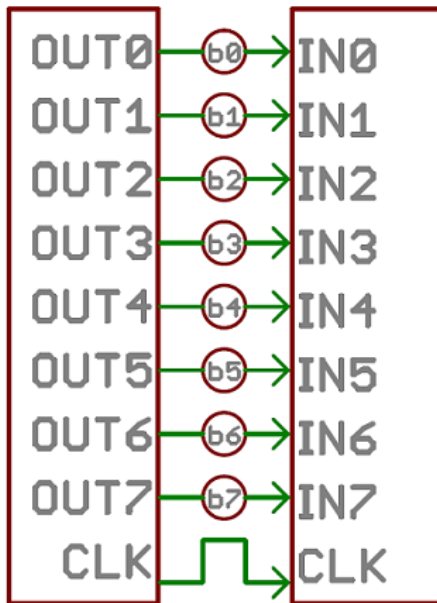 OUT0 b0 IN0
OUT1 b1 IN1
OUT2 b2 IN2
OUT3 b3 IN3
OUT4 b4 IN4
OUT5 b5 IN5
OUT6 b6 IN6
OUT7 b7 IN7
CLK CLK